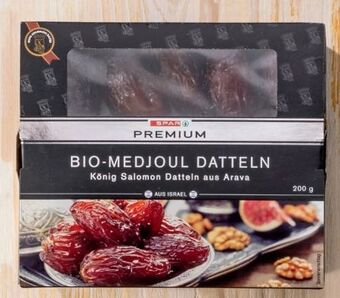 SPAR
PREMIUM
BIO-MEDJOUL DATTELN
König Salomon Datteln aus Arava
200 g
AUS ISRAEL